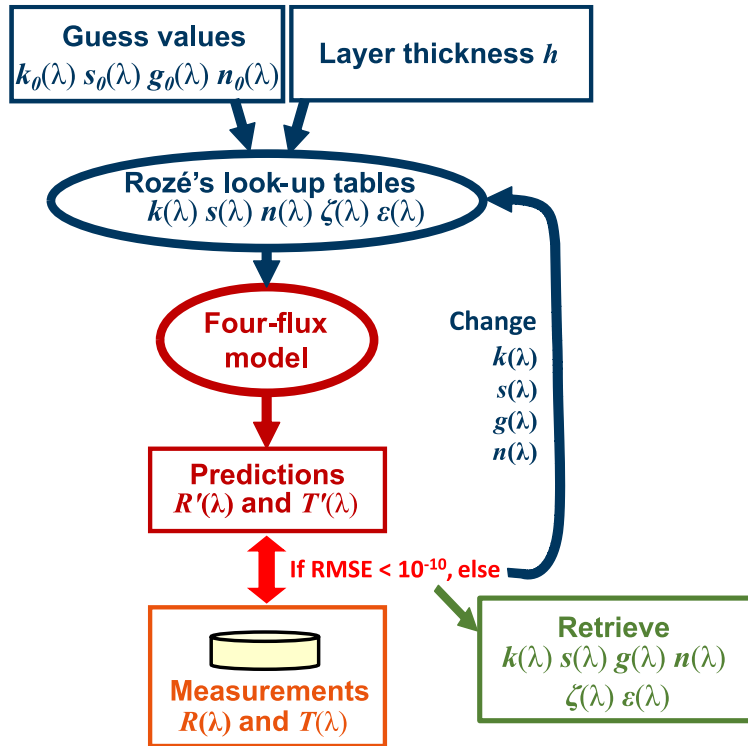 Guess values
k₀(λ) s₀(λ) g₀(λ) n₀(λ)
Layer thickness h
Rozé's look-up tables
k(λ) s(λ) n(λ) ζ(λ) ε(λ)
Four-flux
model
Change
k(λ)
s(λ)
g(λ)
n(λ)
Predictions
R'(λ) and T'(λ)
If RMSE < 10⁻¹⁰, else
Measurements
R(λ) and T(λ)
Retrieve
k(λ) s(λ) g(λ) n(λ)
ζ(λ) ε(λ)